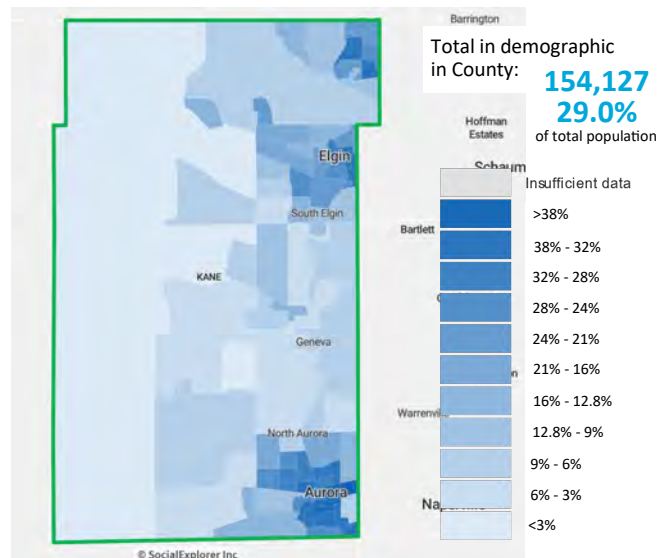 Barrington
Total in demographic
in County:
154,127
29.0%
of total population
Hoffman
Estates
Elgin
Schaum
Insufficient data
>38%
South Elgin
Bartlett
38% - 32%
KANE
32% - 28%
28% - 24%
Geneva
24% - 21%
21% - 16%
16% - 12.8%
Warrenville
North Aurora
12.8% - 9%
9% - 6%
Aurora
6% - 3%
<3%
© SocialExplorer Inc